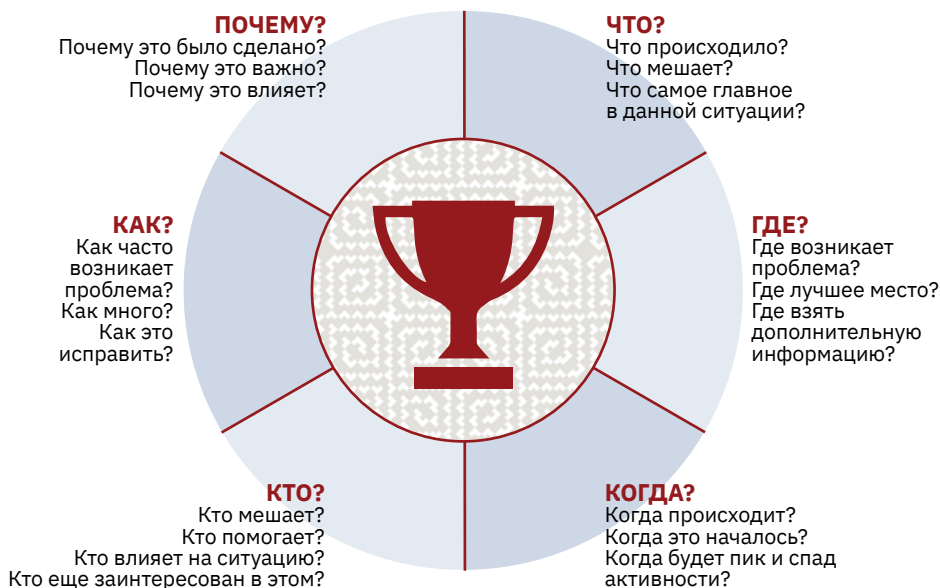 ПОЧЕМУ?
Почему это было сделано?
Почему это важно?
Почему это влияет?
ЧТО?
Что происходило?
Что мешает?
Что самое главное
в данной ситуации?
КАК?
Как часто
возникает
проблема?
Как много?
Как это
исправить?
ГДЕ?
Где возникает
проблема?
Где лучшее место?
Где взять
дополнительную
информацию?
КТО?
Кто мешает?
Кто помогает?
Кто влияет на ситуацию?
Кто еще заинтересован в этом?
КОГДА?
Когда происходит?
Когда это началось?
Когда будет пик и спад
активности?